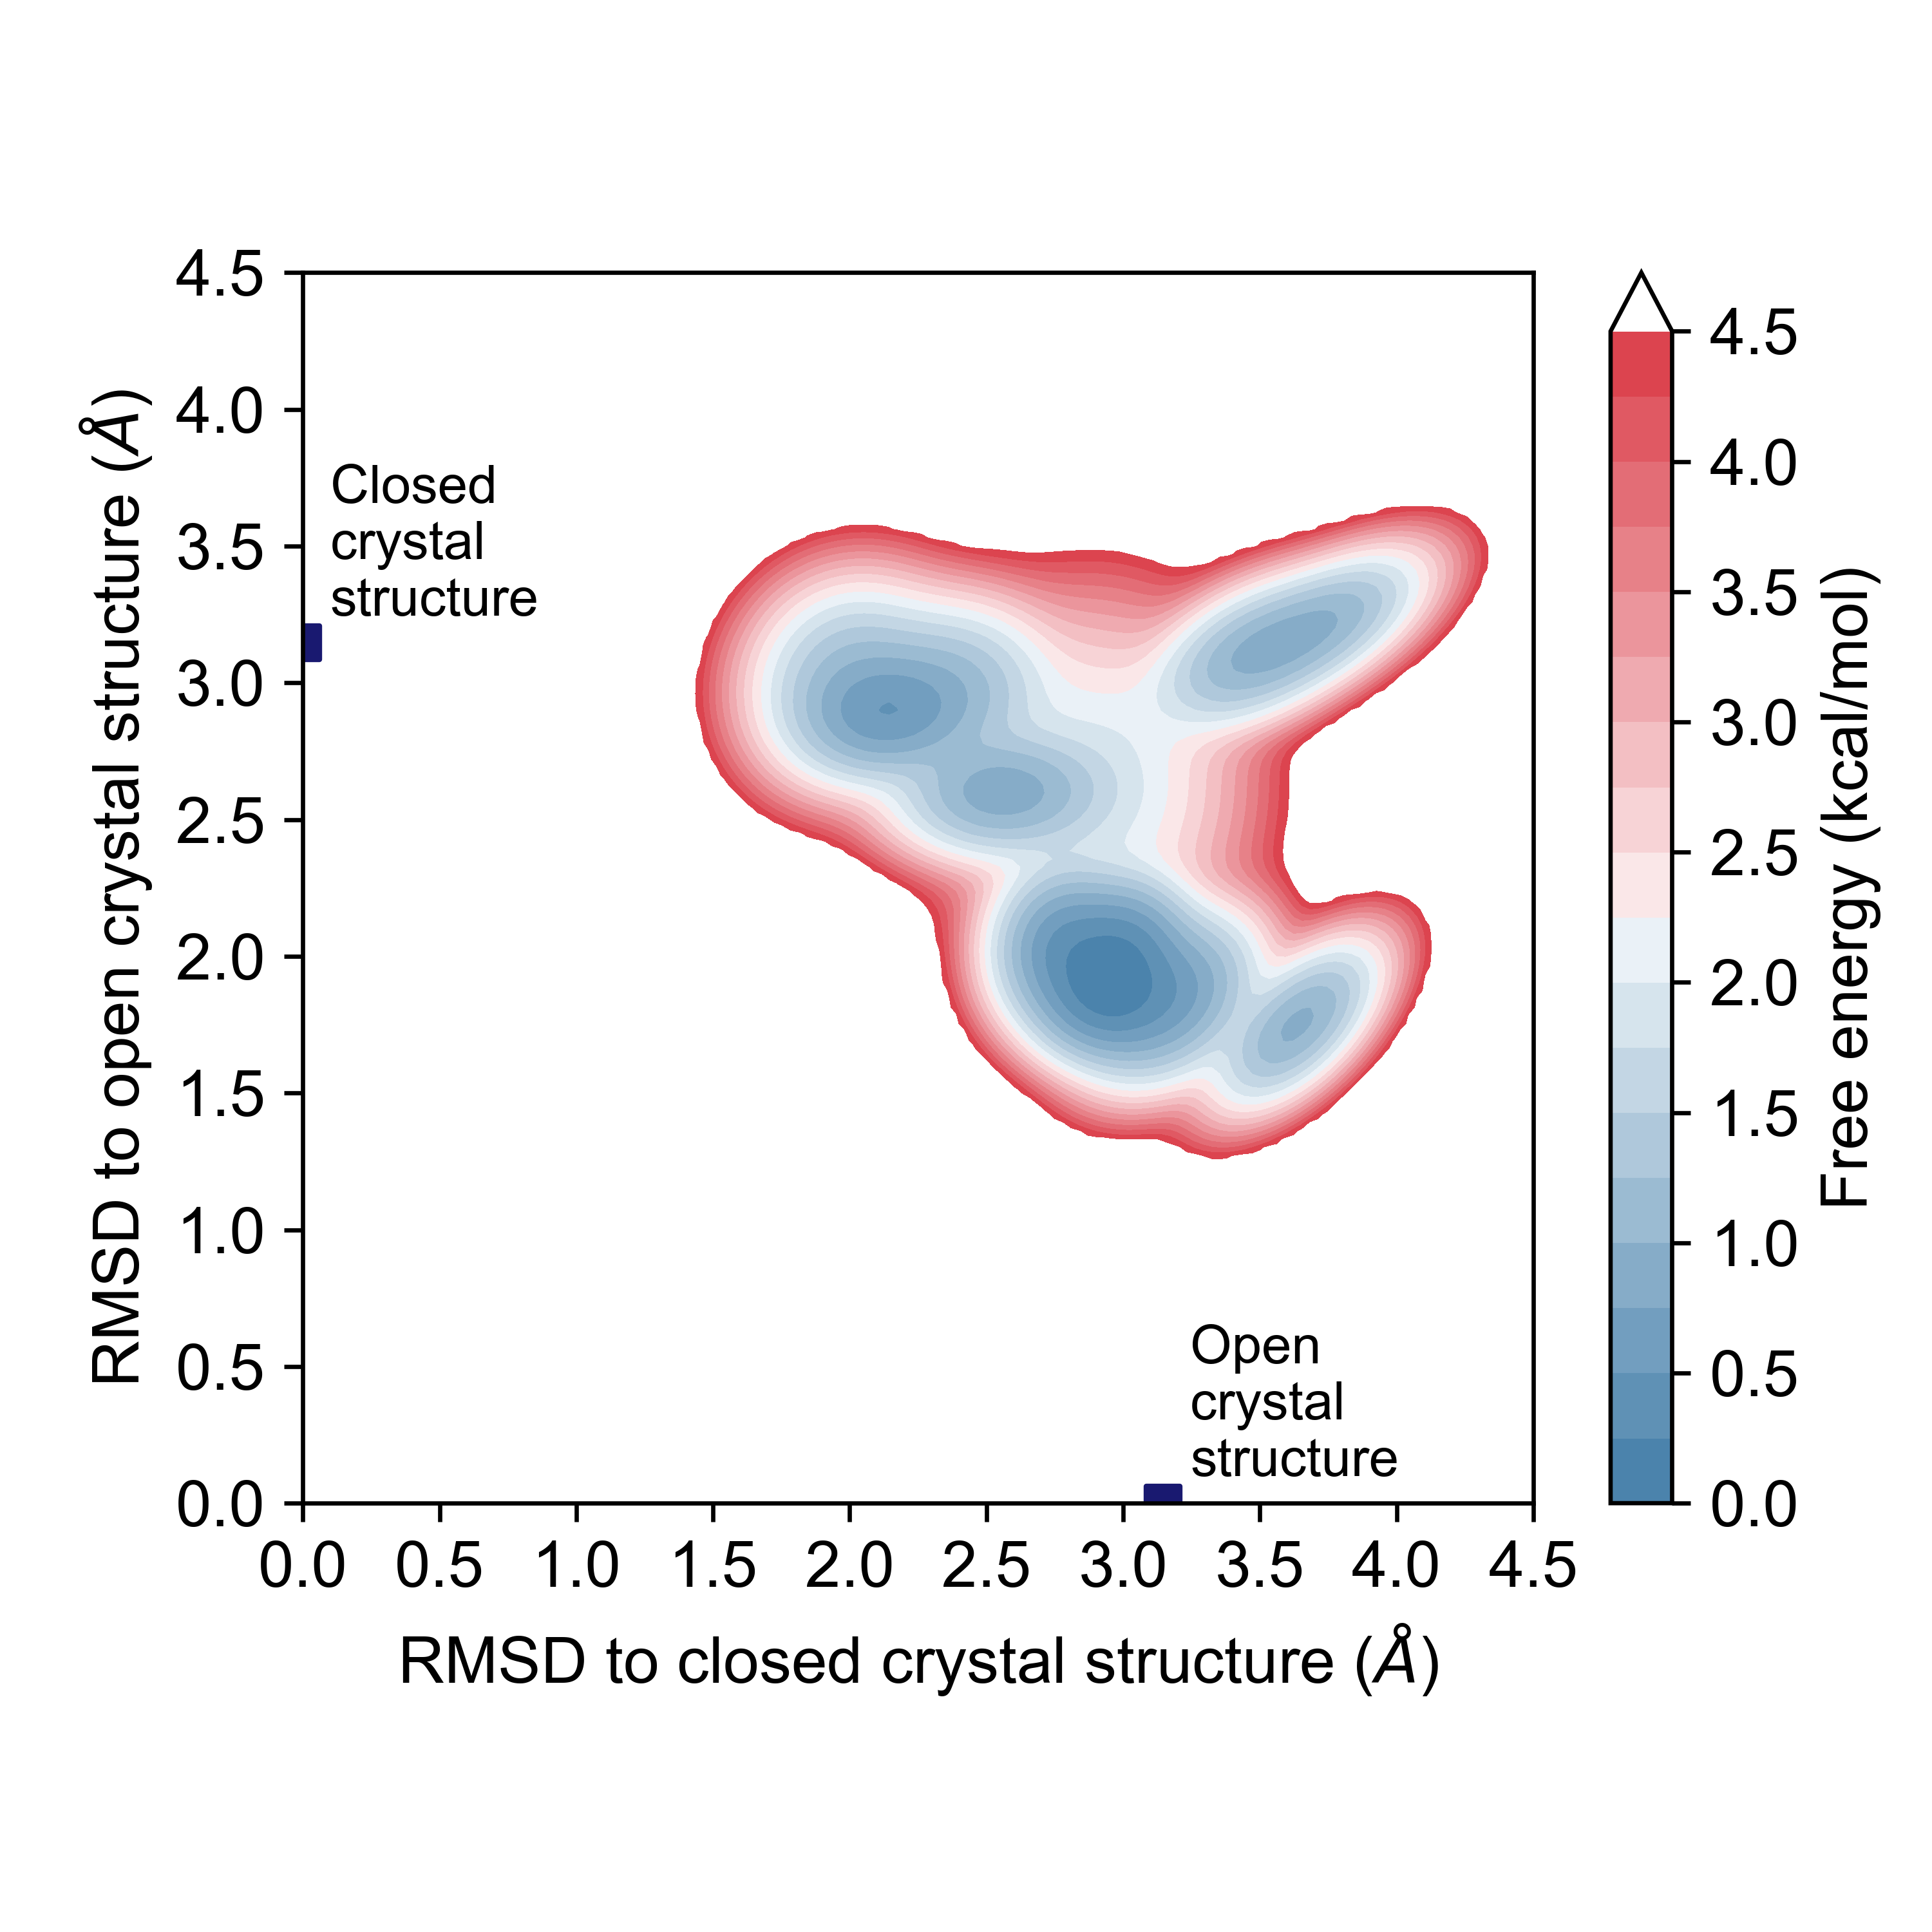 4.5
4.0
3.5
3.0
2.5
2.0
1.5
1.0
0.5
0.0
RMSD to open crystal structure (Å)
Closed
crystal
structure
Open
crystal
structure
0.0 0.5 1.0 1.5 2.0 2.5 3.0 3.5 4.0 4.5
RMSD to closed crystal structure (Å)
4.5
4.0
3.5
3.0
2.5
2.0
1.5
1.0
0.5
0.0
Free energy (kcal/mol)